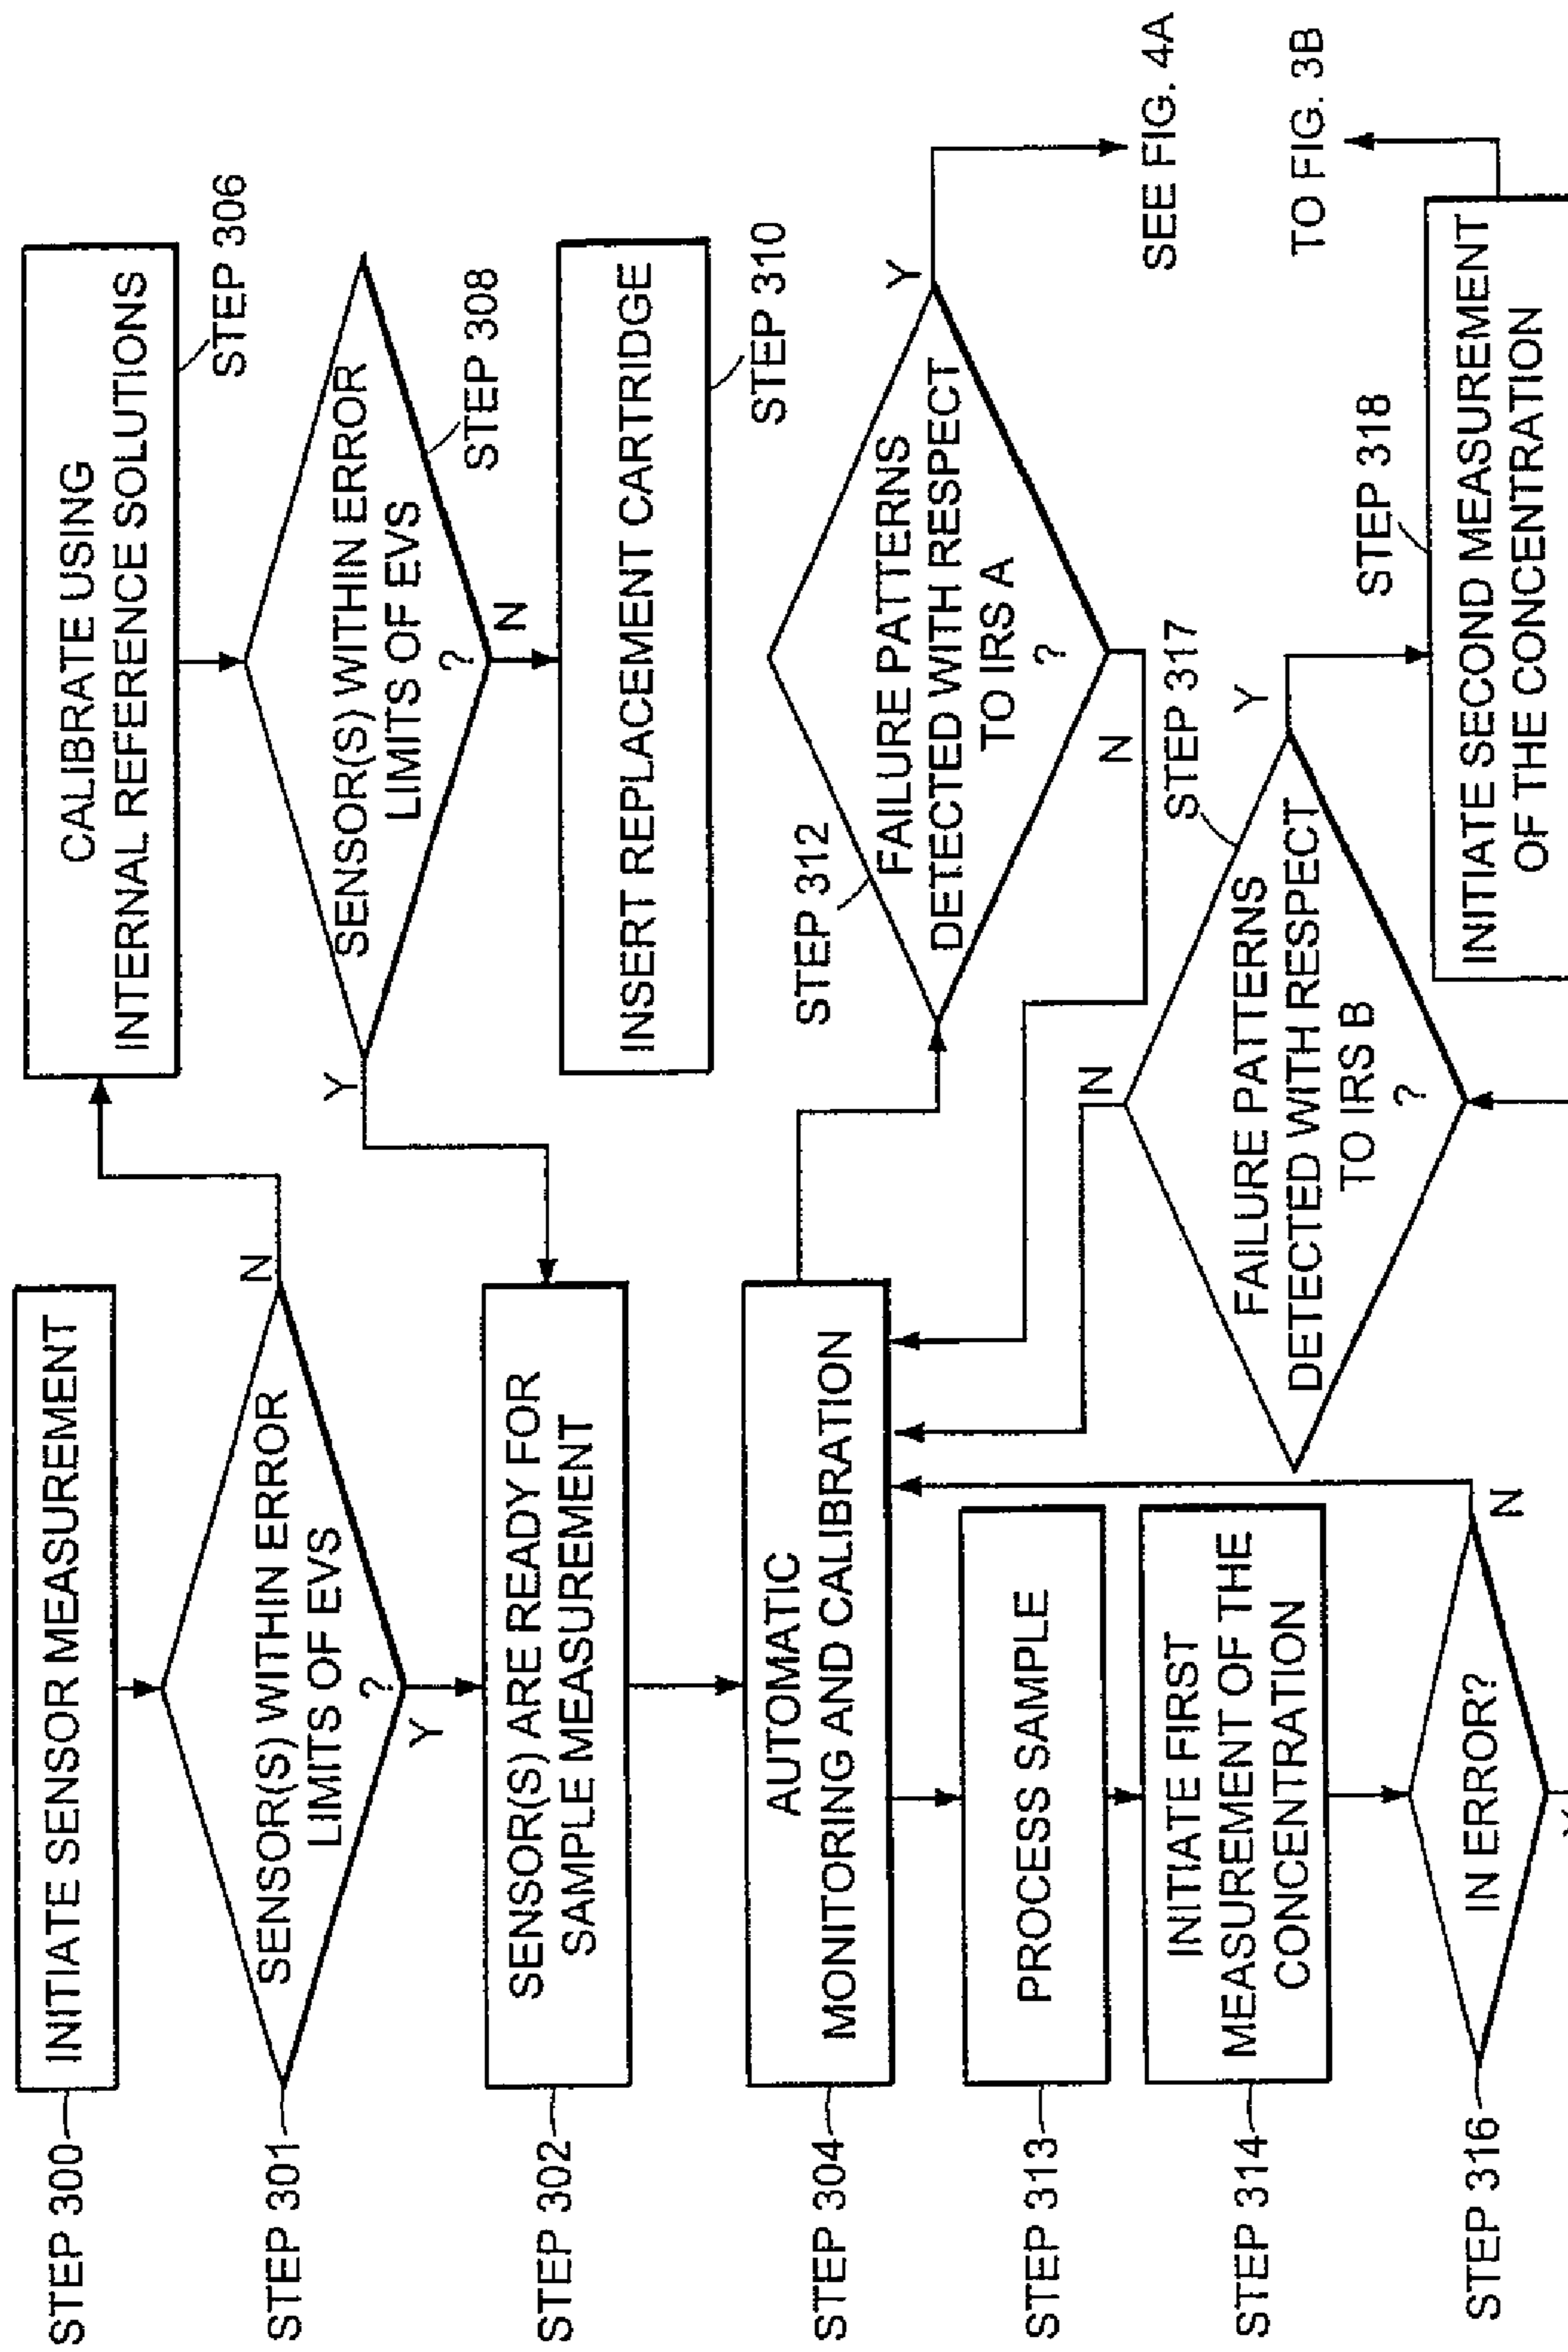 STEP 300
INITIATE SENSOR MEASUREMENT
STEP 301
SENSOR(S) WITHIN ERROR
LIMITS OF EVS
?
N
Y
CALIBRATE USING
INTERNAL REFERENCE SOLUTIONS
STEP 306
SENSOR(S) WITHIN ERROR
LIMITS OF EVS
?
STEP 308
Y
N
INSERT REPLACEMENT CARTRIDGE
STEP 310
STEP 302
SENSOR(S) ARE READY FOR
SAMPLE MEASUREMENT
STEP 304
AUTOMATIC
MONITORING AND CALIBRATION
STEP 312
FAILURE PATTERNS
DETECTED WITH RESPECT
TO IRS A
?
Y
N
SEE FIG. 4A
STEP 313
PROCESS SAMPLE
STEP 314
INITIATE FIRST
MEASUREMENT OF THE
CONCENTRATION
STEP 316
IN ERROR?
N
STEP 317
N
FAILURE PATTERNS
DETECTED WITH RESPECT
TO IRS B
?
Y
STEP 318
INITIATE SECOND MEASUREMENT
OF THE CONCENTRATION
TO FIG. 3B